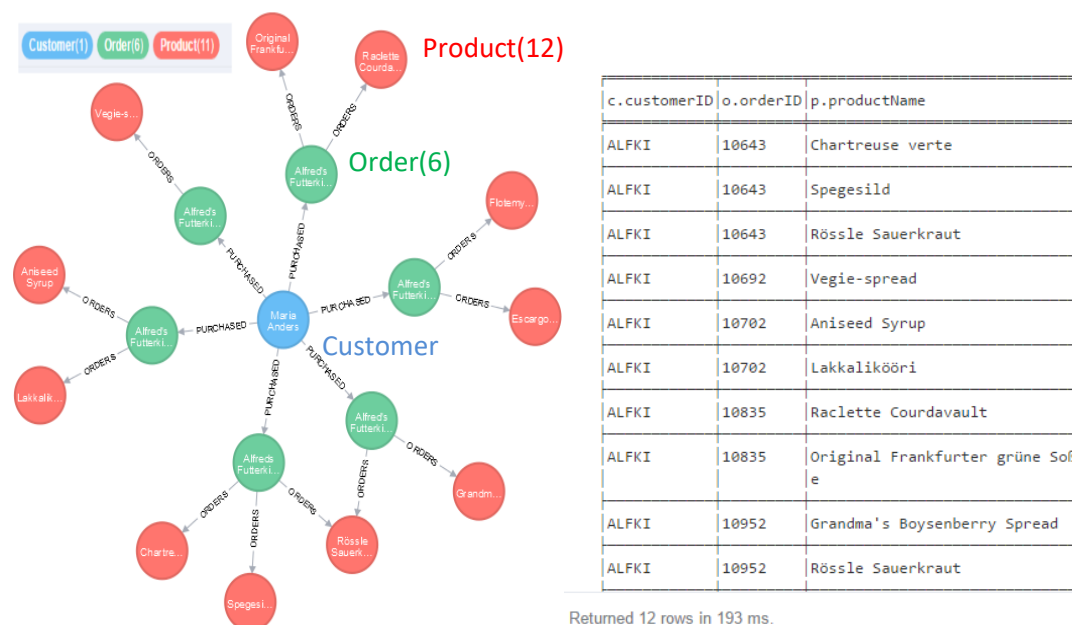 Customer(1) Order(6) Product(11)
Product(12)
Original
Frankfu...
Raclette
Courda...
ORDERS
ORDERS
Vegie-s...
ORDERS
Order(6)
Alfred's
Futterki...
Alfred's
Futterki...
Flotemy...
PURCHASED
PURCHASED
ORDERS
Aniseed
Syrup
ORDERS
Alfred's
Futterki...
ORDERS
Escargo...
PURCHASED
Maria
Anders
PURCHASED
Alfred's
Futterki...
PURCHASED
Customer
ORDERS
Lakkalik...
PURCHASED
PURCHASED
Alfred's
Futterki...
Alfreds
Futterki...
ORDERS
Grandm...
ORDERS
ORDERS
ORDERS
ORDERS
Chartre...
Rössle
Sauerk...
Spegesi...
c.customerID o.orderID p.productName
ALFKI 10643 Chartreuse verte
ALFKI 10643 Spegesild
ALFKI 10643 Rössle Sauerkraut
ALFKI 10692 Vegie-spread
ALFKI 10702 Aniseed Syrup
ALFKI 10702 Lakkalikööri
ALFKI 10835 Raclette Courdavault
ALFKI 10835 Original Frankfurter grüne Soß
e
ALFKI 10952 Grandma's Boysenberry Spread
ALFKI 10952 Rössle Sauerkraut
Returned 12 rows in 193 ms.